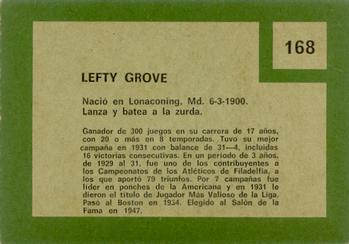 168
LEFTY GROVE
Nació en Lonaconing, Md. 6-3-1900.
Lanza y batea a la zurda.
Ganador de 300 juegos en su carrera de 17 años,
con 20 o más en 8 temporadas. Tuvo su mejor
campaña en 1931 con balance de 31—4, incluidas
16 victorias consecutivas. En un período de 3 años,
de 1929 al 31, fue uno de los contribuyentes a
los Campeonatos de los Atléticos de Filadelfia, a
los que aportó 79 triunfos. Por 7 campañas fue
líder en ponches de la Americana y en 1931 le
dieron el título de Jugador Más Valioso de la Liga.
Pasó al Boston en 1934. Elegido al Salón de la
Fama en 1947.